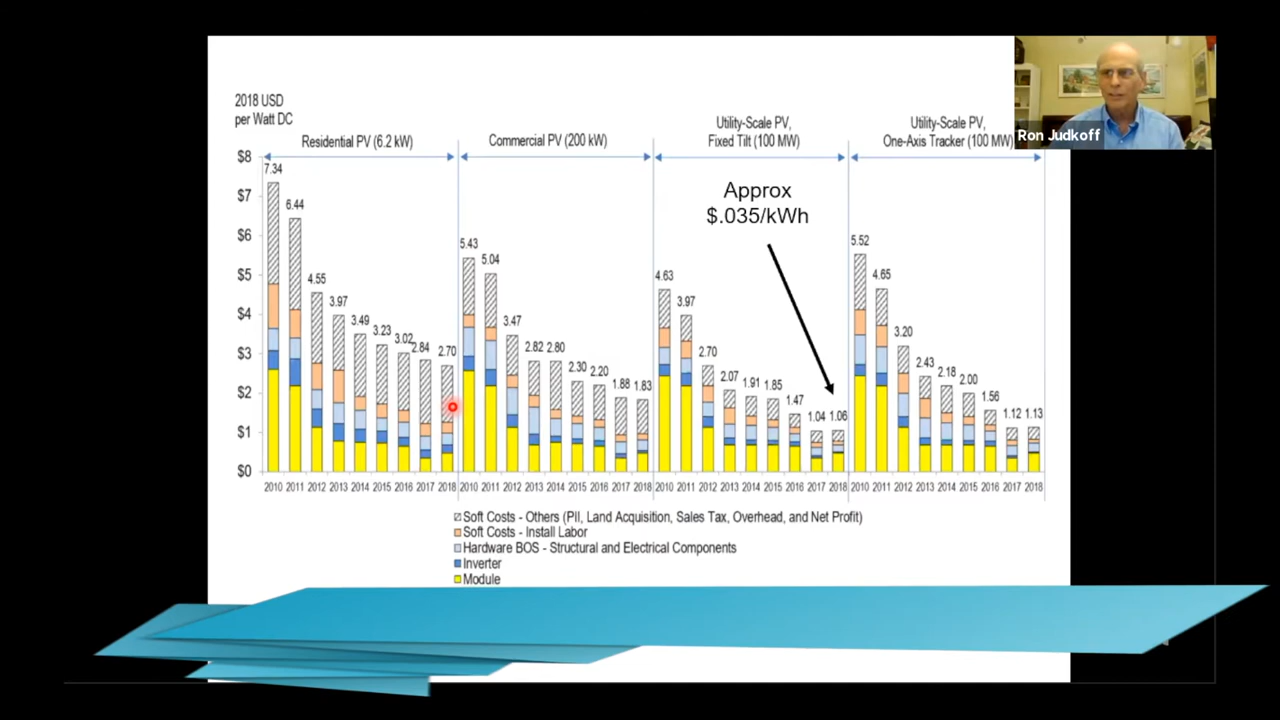 2018 USD
per Watt DC
Residential PV (6.2 kW)
Commercial PV (200 kW)
Utility-Scale PV,
Fixed Tilt (100 MW)
Utility-Scale PV,
One-Axis Tracker (100 MW)
Ron Judkoff
Approx
$.035/kWh
$8
$7
$6
$5
$4
$3
$2
$1
$0
7.34
6.44
4.55
3.97
3.49
3.23
3.02
2.84
2.70
5.43
5.04
3.47
2.82
2.80
2.30
2.20
1.88
1.83
4.63
3.97
2.70
2.07
1.91
1.85
1.47
1.04
1.06
5.52
4.65
3.20
2.43
2.18
2.00
1.56
1.12
1.13
2010 2011 2012 2013 2014 2015 2016 2017 2018 2010 2011 2012 2013 2014 2015 2016 2017 2018 2010 2011 2012 2013 2014 2015 2016 2017 2018 2010 2011 2012 2013 2014 2015 2016 2017 2018
Soft Costs - Others (PII, Land Acquisition, Sales Tax, Overhead, and Net Profit)
Soft Costs - Install Labor
Hardware BOS - Structural and Electrical Components
Inverter
Module